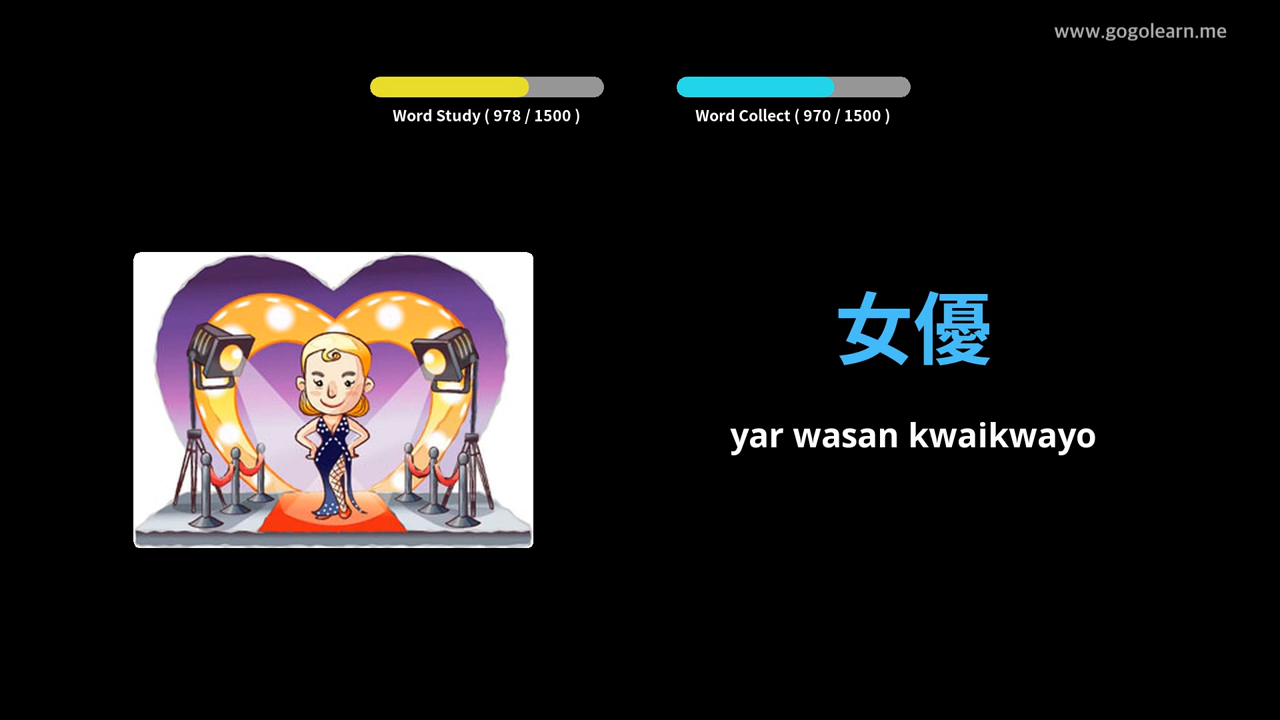 www.gogolearn.me
Word Study ( 978 / 1500 )
Word Collect ( 970 / 1500 )
女優
yar wasan kwaikwayo